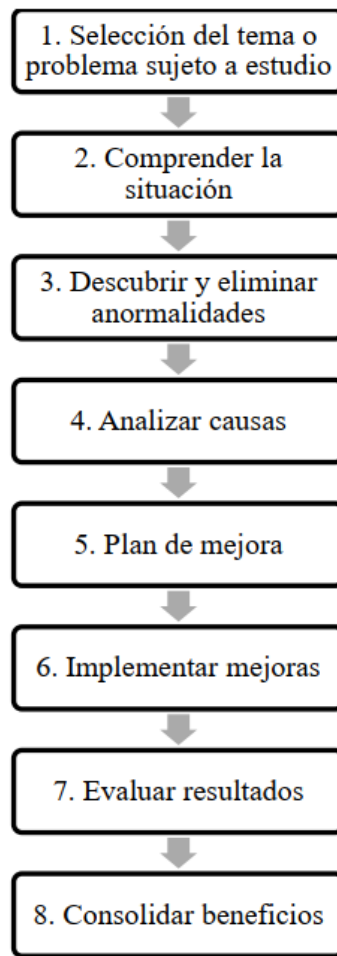 1. Selección del tema o
problema sujeto a estudio
2. Comprender la
situación
3. Descubrir y eliminar
anormalidades
4. Analizar causas
5. Plan de mejora
6. Implementar mejoras
7. Evaluar resultados
8. Consolidar beneficios